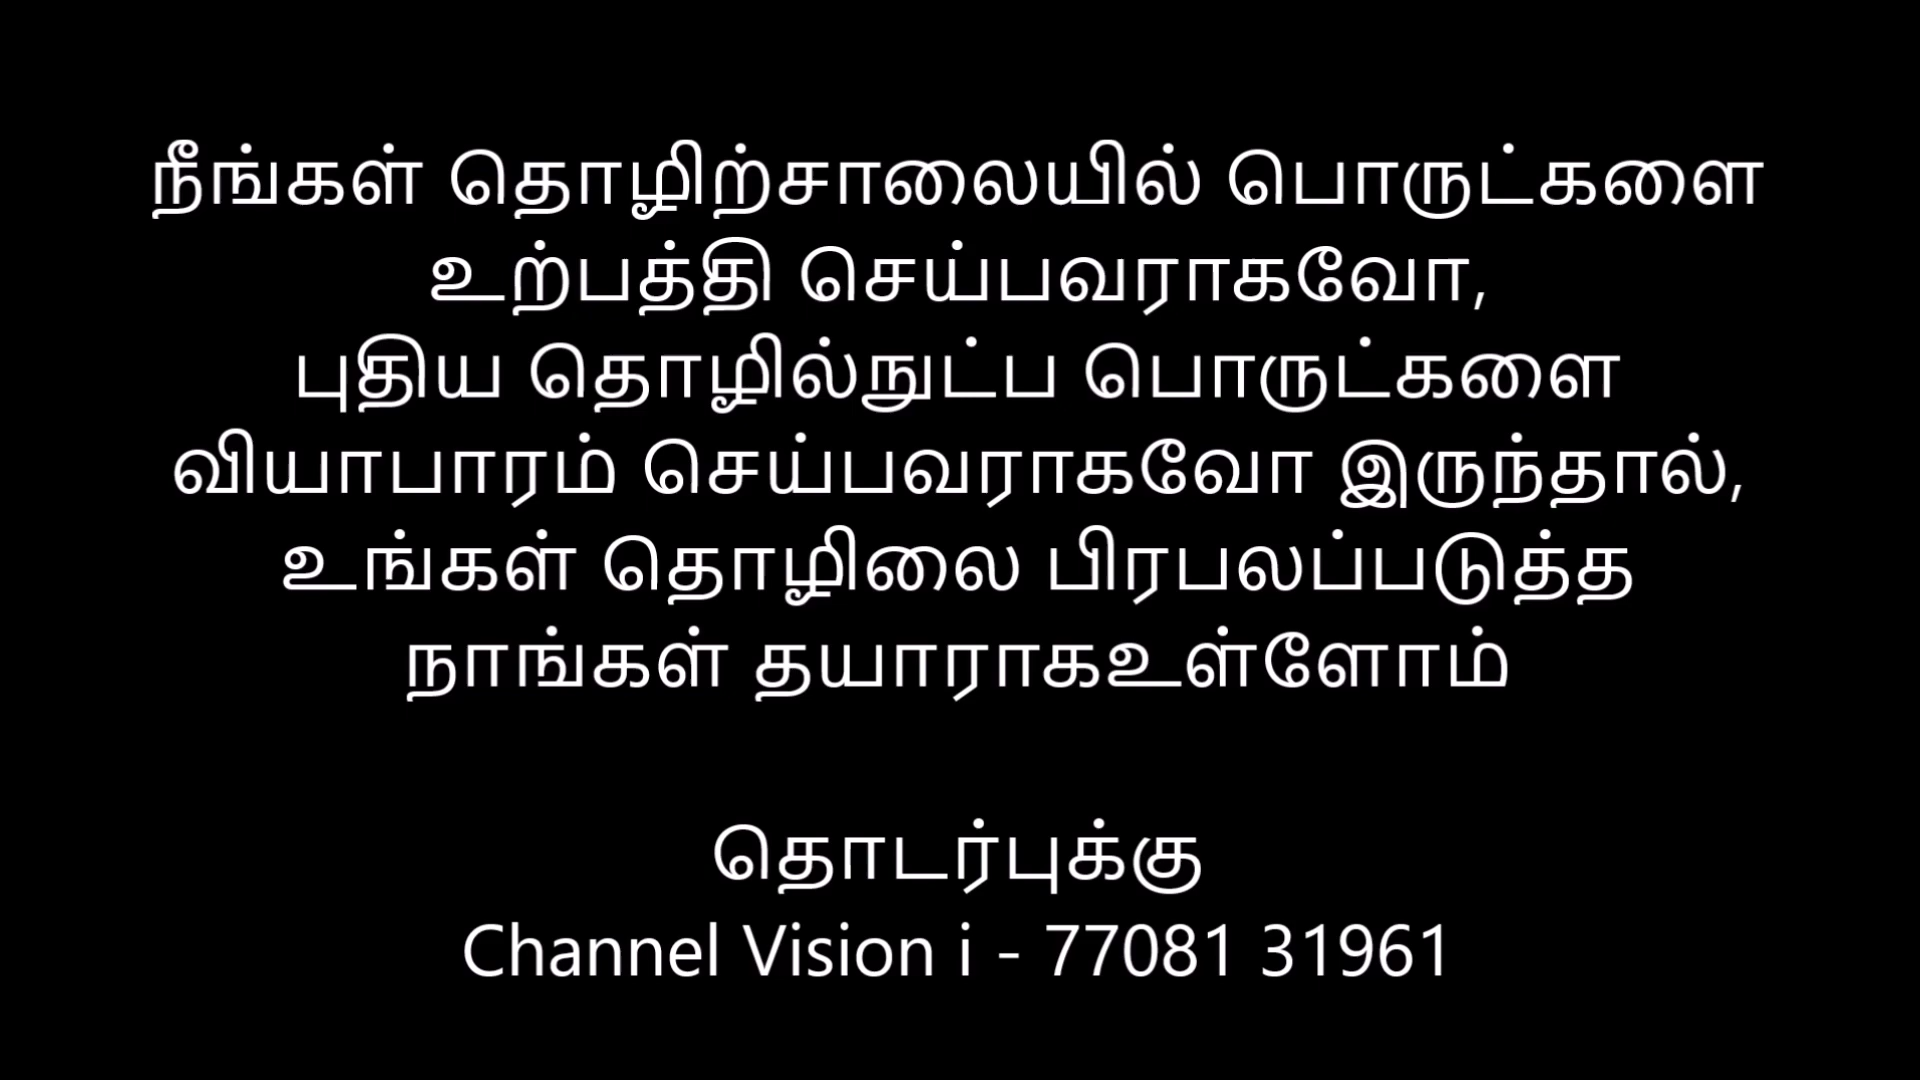 நீங்கள் தொழிற்சாலையில் பொருட்களை
உற்பத்தி செய்பவராகவோ,
புதிய தொழில்நுட்ப பொருட்களை
வியாபாரம் செய்பவராகவோ இருந்தால்,
உங்கள் தொழிலை பிரபலப்படுத்த
நாங்கள் தயாராகஉள்ளோம்
தொடர்புக்கு
Channel Vision i - 77081 31961